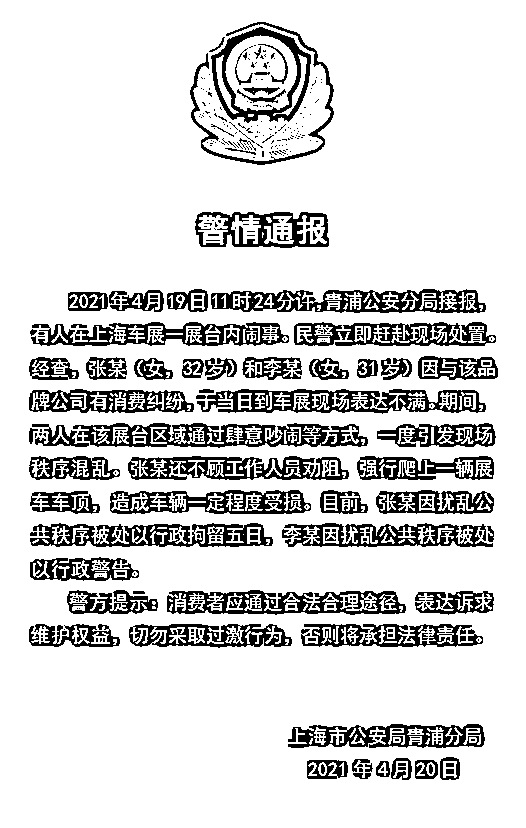 警情通报
2021年4月19日11时24分许，青浦公安分局接报，
有人在上海车展一展台内闹事。民警立即赶赴现场处置。
经查，张某（女，32岁）和李某（女，31岁）因与该品
牌公司有消费纠纷，于当日到车展现场表达不满。期间，
两人在该展台区域通过肆意吵闹等方式，一度引发现场
秩序混乱。张某还不顾工作人员劝阻，强行爬上一辆展
车车顶，造成车辆一定程度受损。目前，张某因扰乱公
共秩序被处以行政拘留五日，李某因扰乱公共秩序被处
以行政警告。
警方提示：消费者应通过合法合理途径，表达诉求
维护权益，切勿采取过激行为，否则将承担法律责任。
上海市公安局青浦分局
2021年4月20日